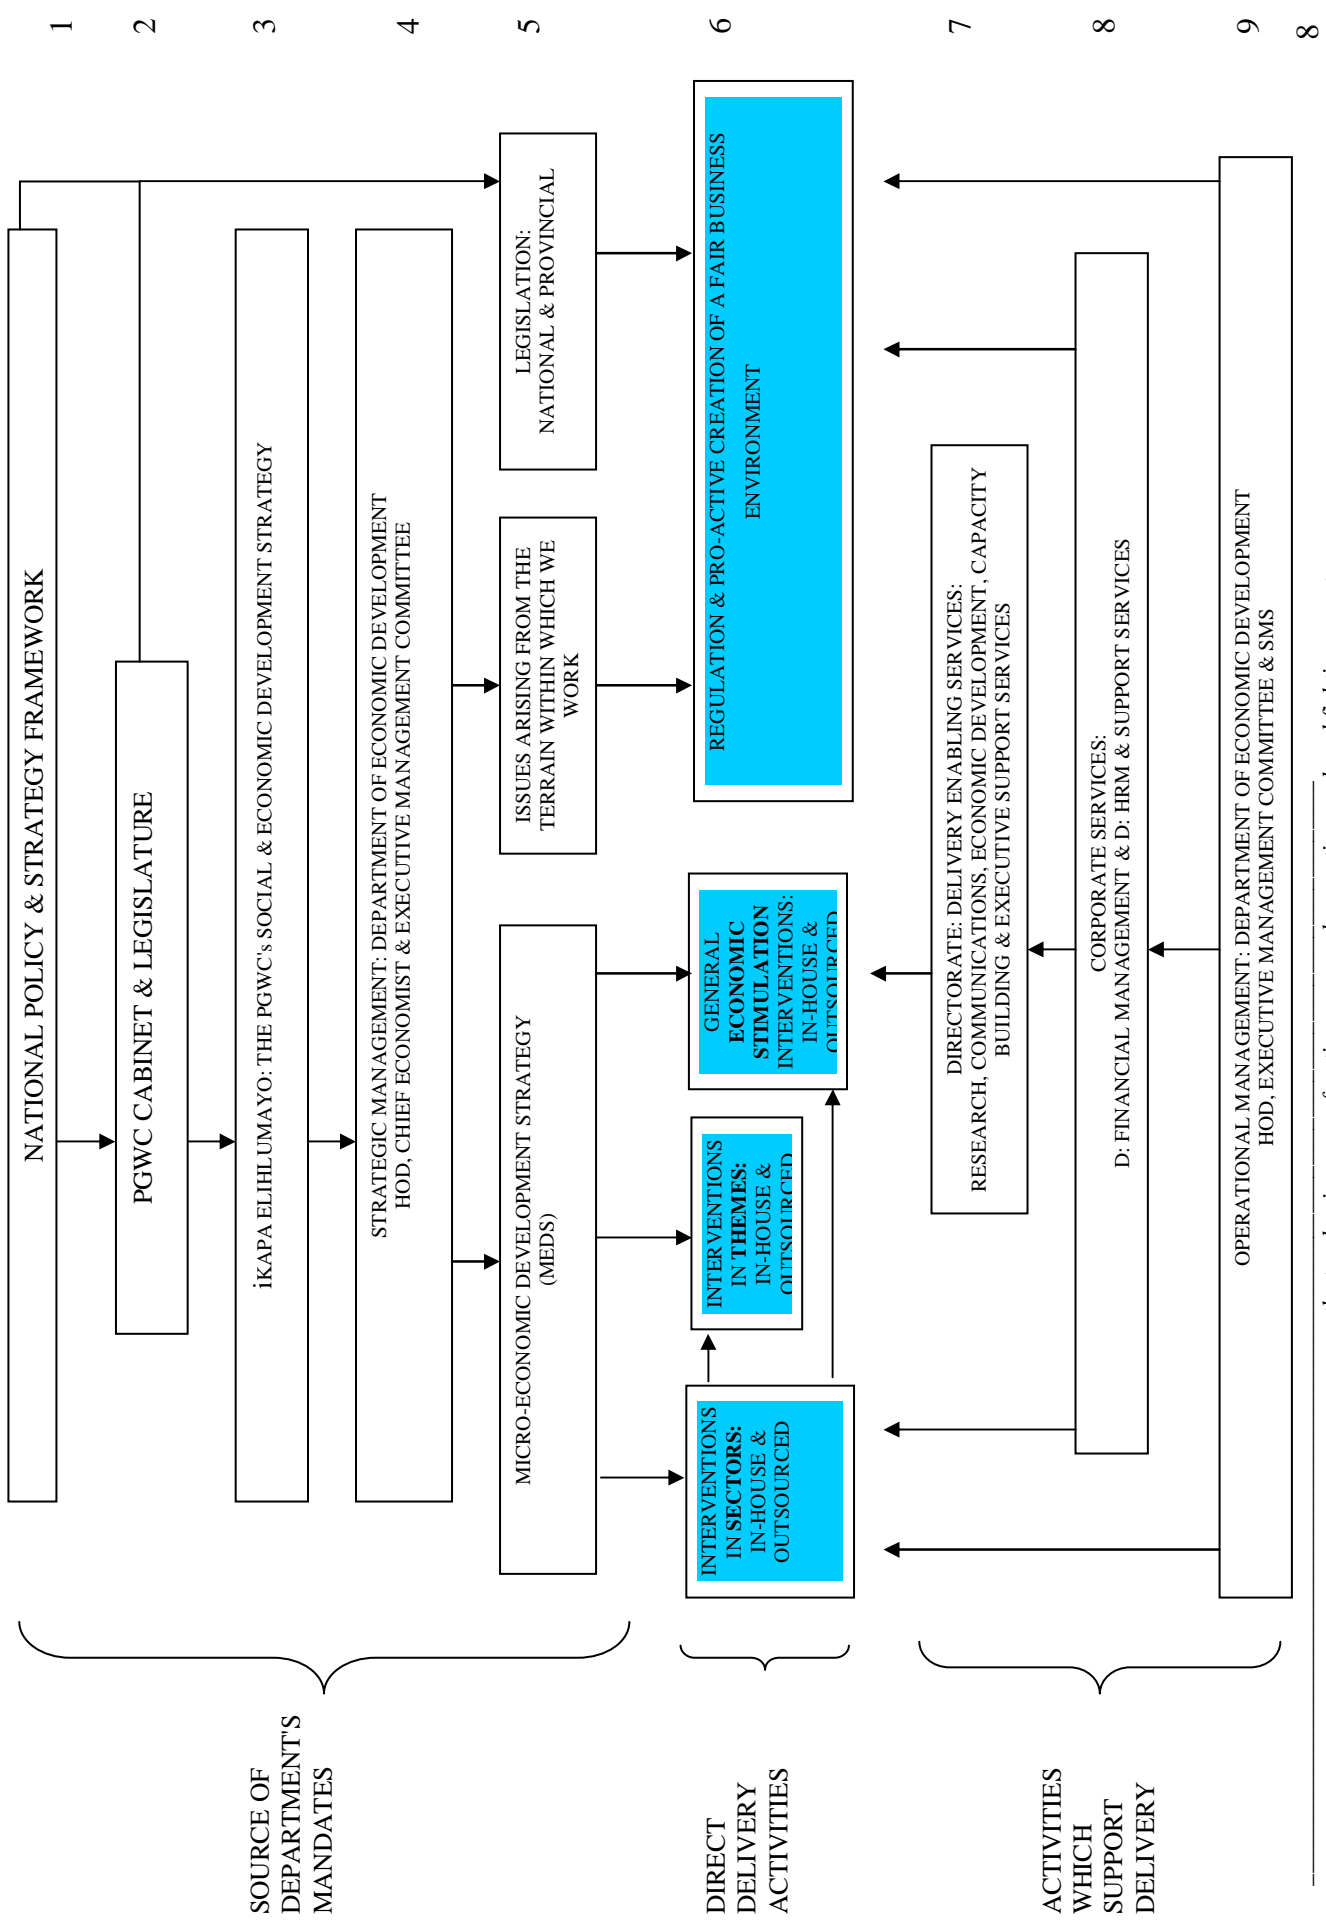 1
NATIONAL POLICY & STRATEGY FRAMEWORK
2
PGWC CABINET & LEGISLATURE
3
iKAPA ELIHLUMAYO: THE PGWC's SOCIAL & ECONOMIC DEVELOPMENT STRATEGY
4
STRATEGIC MANAGEMENT: DEPARTMENT OF ECONOMIC DEVELOPMENT
HOD, CHIEF ECONOMIST & EXECUTIVE MANAGEMENT COMMITTEE
SOURCE OF
DEPARTMENT'S
MANDATES
5
MICRO-ECONOMIC DEVELOPMENT STRATEGY
(MEDS)
ISSUES ARISING FROM THE
TERRAIN WITHIN WHICH WE
WORK
LEGISLATION:
NATIONAL & PROVINCIAL
6
DIRECT
DELIVERY
ACTIVITIES
INTERVENTIONS
IN SECTORS:
IN-HOUSE &
OUTSOURCED
INTERVENTIONS
IN THEMES:
IN-HOUSE &
OUTSOURCED
GENERAL
ECONOMIC
STIMULATION
INTERVENTIONS:
IN-HOUSE &
OUTSOURCED
REGULATION & PRO-ACTIVE CREATION OF A FAIR BUSINESS
ENVIRONMENT
7
DIRECTORATE: DELIVERY ENABLING SERVICES:
RESEARCH, COMMUNICATIONS, ECONOMIC DEVELOPMENT, CAPACITY
BUILDING & EXECUTIVE SUPPORT SERVICES
8
CORPORATE SERVICES:
D: FINANCIAL MANAGEMENT & D: HRM & SUPPORT SERVICES
ACTIVITIES
WHICH
SUPPORT
DELIVERY
9
OPERATIONAL MANAGEMENT: DEPARTMENT OF ECONOMIC DEVELOPMENT
HOD, EXECUTIVE MANAGEMENT COMMITTEE & SMS
8